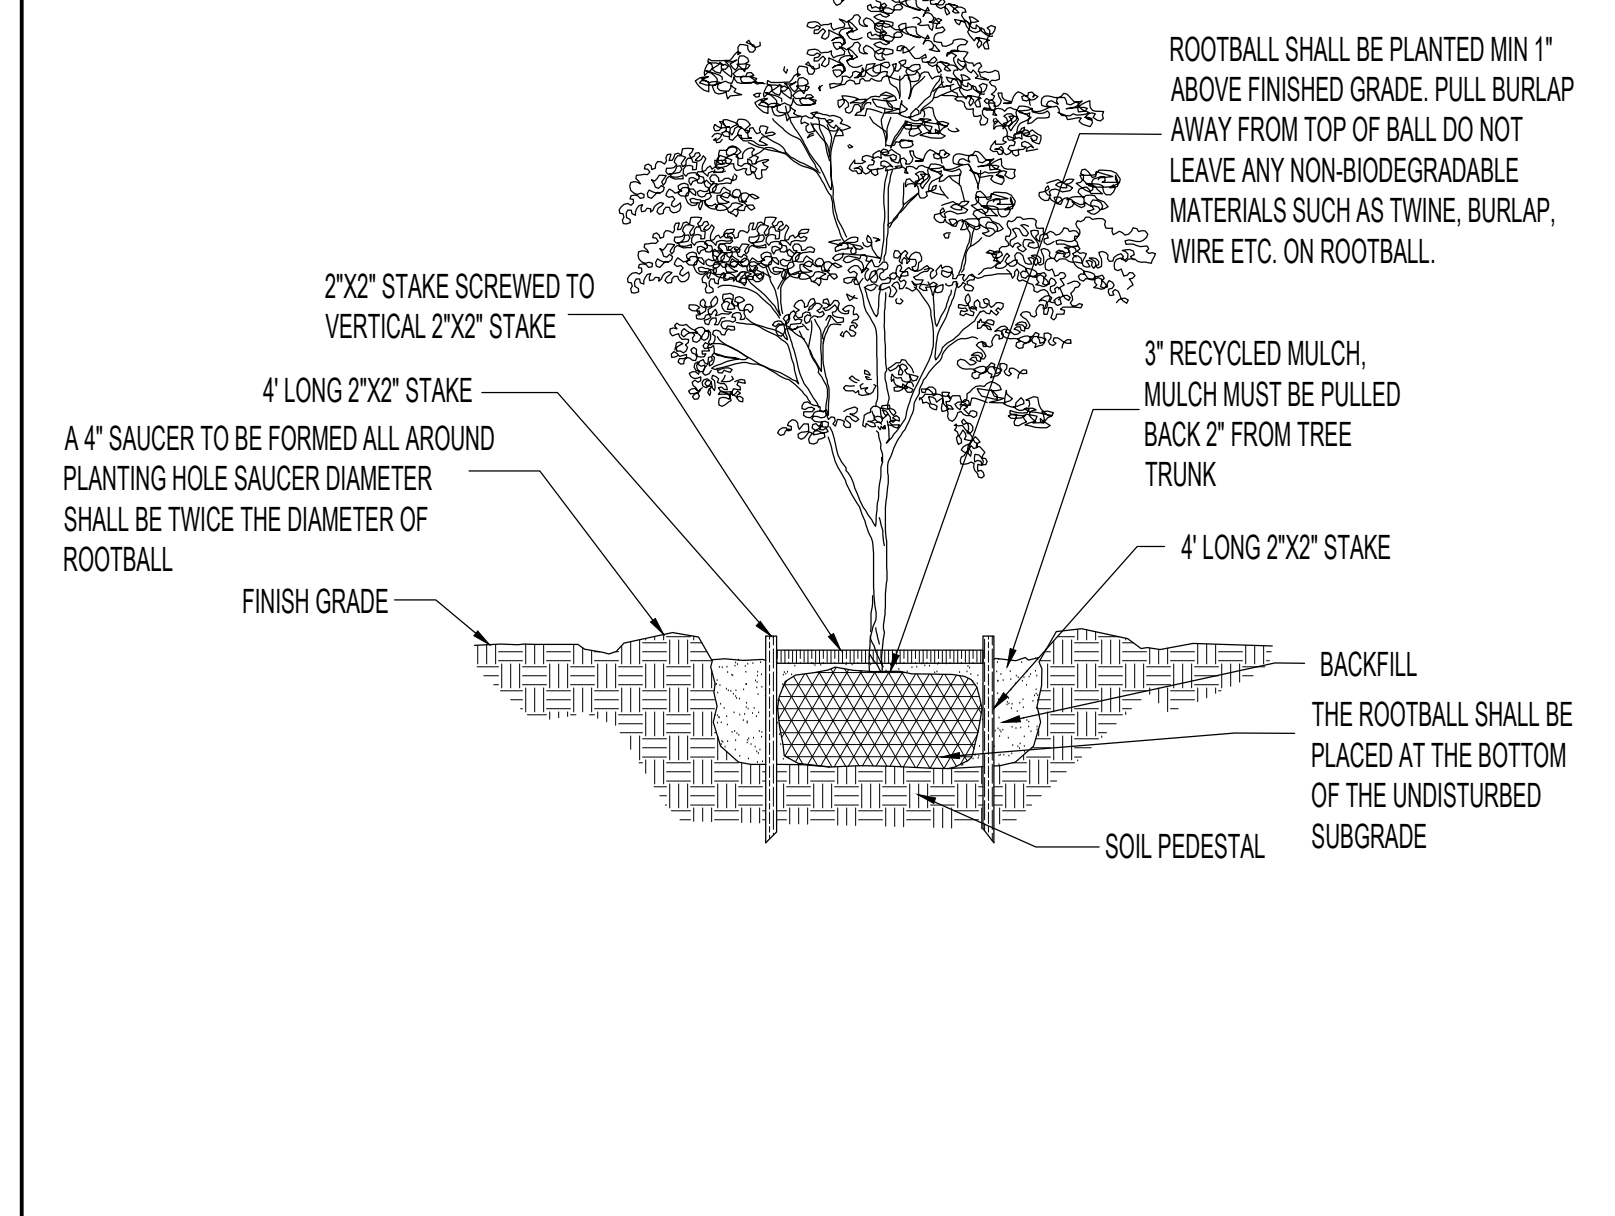 ROOTBALL SHALL BE PLANTED MIN 1"
ABOVE FINISHED GRADE. PULL BURLAP
AWAY FROM TOP OF BALL DO NOT
LEAVE ANY NON-BIODEGRADABLE
MATERIALS SUCH AS TWINE, BURLAP,
WIRE ETC. ON ROOTBALL.
2"X2" STAKE SCREWED TO
VERTICAL 2"X2" STAKE
4' LONG 2"X2" STAKE
A 4" SAUCER TO BE FORMED ALL AROUND
PLANTING HOLE SAUCER DIAMETER
SHALL BE TWICE THE DIAMETER OF
ROOTBALL
FINISH GRADE
3" RECYCLED MULCH,
MULCH MUST BE PULLED
BACK 2" FROM TREE
TRUNK
4' LONG 2"X2" STAKE
BACKFILL
THE ROOTBALL SHALL BE
PLACED AT THE BOTTOM
OF THE UNDISTURBED
SUBGRADE
SOIL PEDESTAL